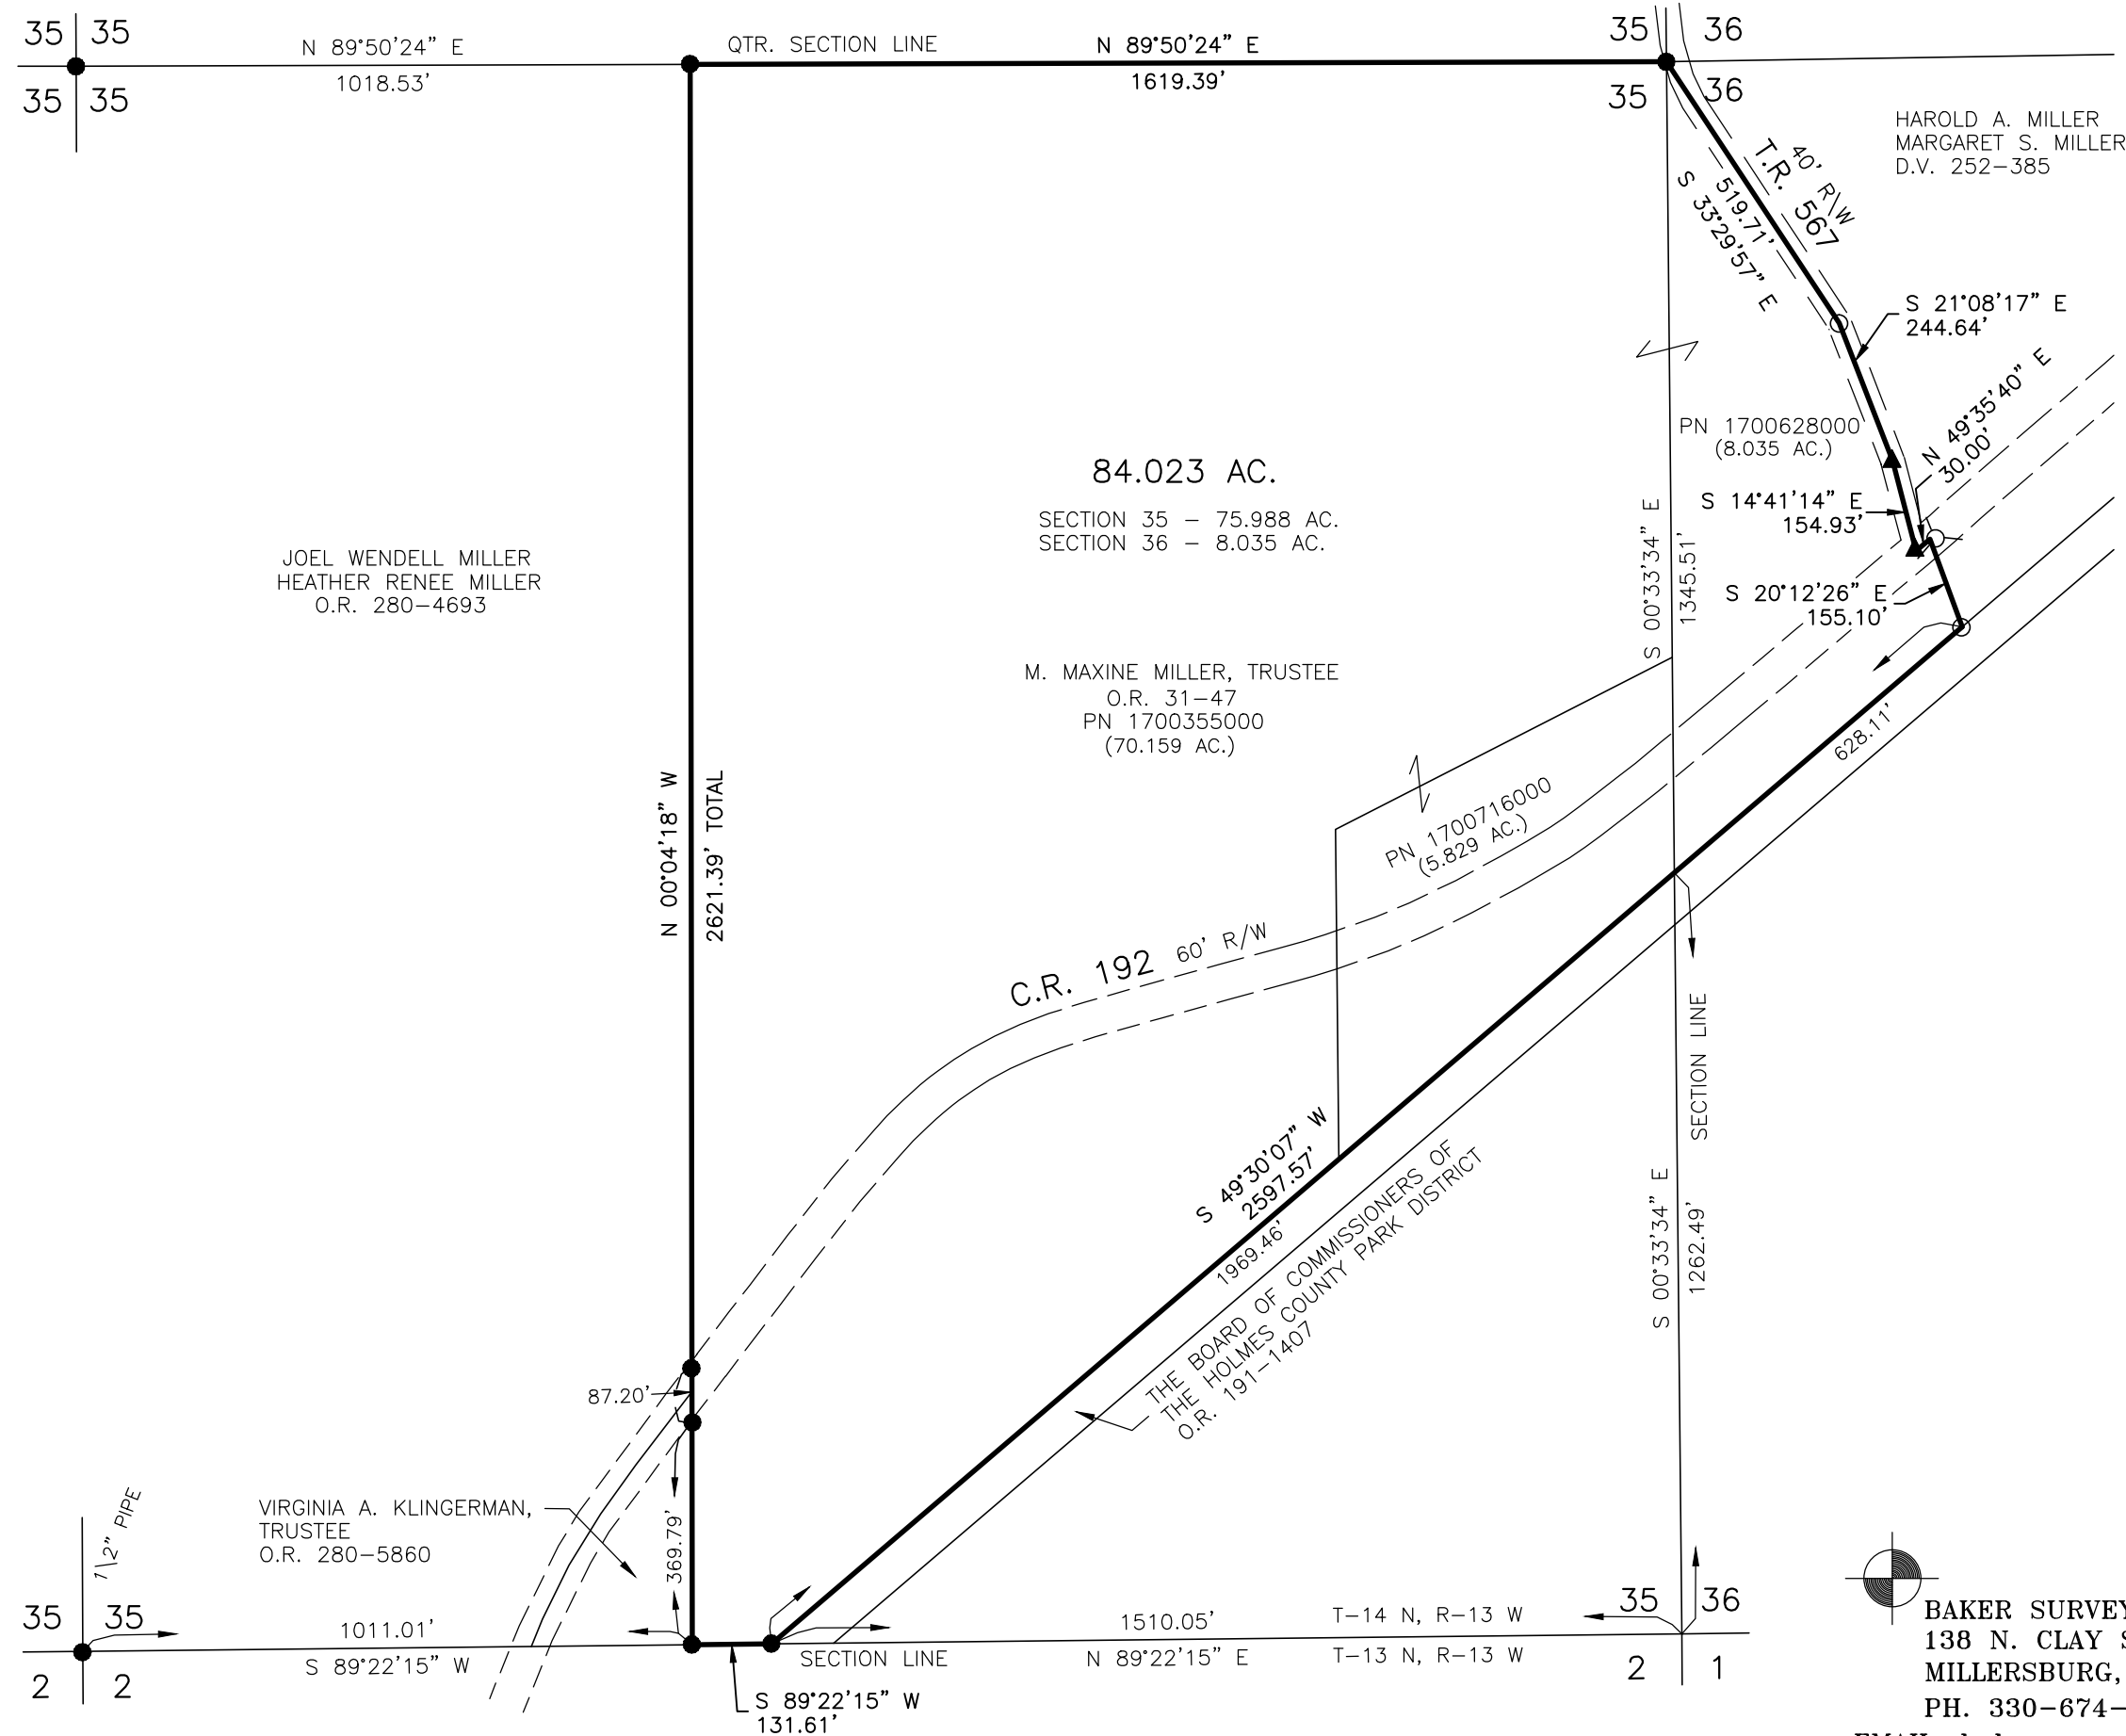 35 35
N 89°50'24" E
QTR. SECTION LINE
N 89°50'24" E
35 36
1018.53'
1619.39'
35 35
35 36
HAROLD A. MILLER
MARGARET S. MILLER
D.V. 252-385
40' R\W
T.R. 567
519.71'
S 33°29'57" E
S 21°08'17" E
244.64'
N 49°35'40" E
30.00'
PN 1700628000
(8.035 AC.)
84.023 AC.
SECTION 35 - 75.988 AC.
SECTION 36 - 8.035 AC.
S 14°41'14" E
154.93'
S 00°33'34" E
1345.51'
JOEL WENDELL MILLER
HEATHER RENEE MILLER
O.R. 280-4693
S 20°12'26" E
155.10'
M. MAXINE MILLER, TRUSTEE
O.R. 31-47
PN 1700355000
(70.159 AC.)
628.11'
N 00°04'18" W
2621.39' TOTAL
PN 1700716000
(5.829 AC.)
C.R. 192 60' R/W
SECTION LINE
S 49°30'07" W
2597.57'
1969.46'
THE BOARD OF COMMISSIONERS OF
THE HOLMES COUNTY PARK DISTRICT
O.R. 191-1407
S 00°33'34" E
1262.49'
87.20'
369.79'
VIRGINIA A. KLINGERMAN,
TRUSTEE
O.R. 280-5860
1\2" PIPE
35 35
1011.01'
1510.05'
T-14 N, R-13 W
35 36
2 2
S 89°22'15" W
SECTION LINE
N 89°22'15" E
T-13 N, R-13 W
2 1
S 89°22'15" W
131.61'
BAKER SURVEY
138 N. CLAY S
MILLERSBURG,
PH. 330-674-